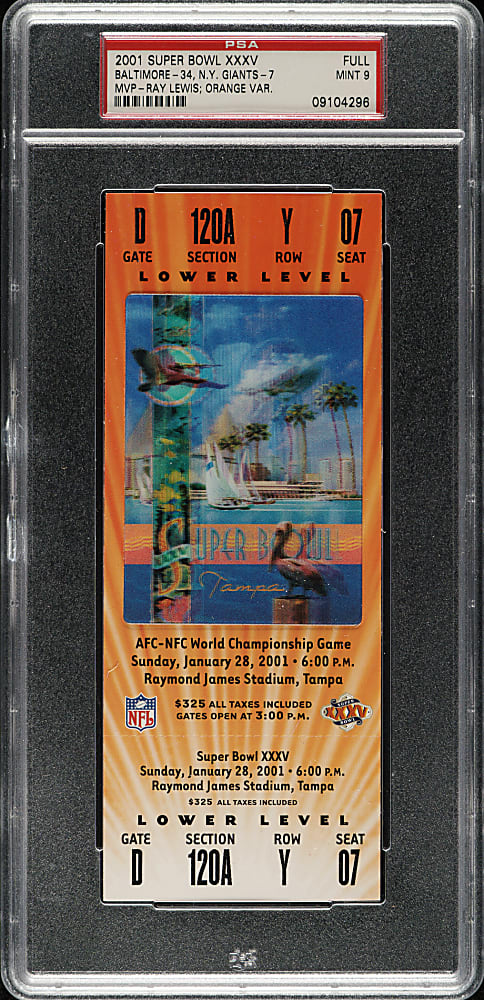 PSA
2001 SUPER BOWL XXXV FULL
BALTIMORE-34, N.Y. GIANTS-7 MINT 9
MVP-RAY LEWIS; ORANGE VAR.
09104296
D 120A Y 07
GATE SECTION ROW SEAT
LOWER LEVEL
SUPER BOWL
Tampa
AFC-NFC World Championship Game
Sunday, January 28, 2001 • 6:00 P.M.
Raymond James Stadium, Tampa
$325 ALL TAXES INCLUDED
GATES OPEN AT 3:00 P.M.
NFL
SUPER
XXXV
BOWL
Super Bowl XXXV
Sunday, January 28, 2001 • 6:00 P.M.
Raymond James Stadium, Tampa
$325 ALL TAXES INCLUDED
LOWER LEVEL
GATE SECTION ROW SEAT
D 120A Y 07